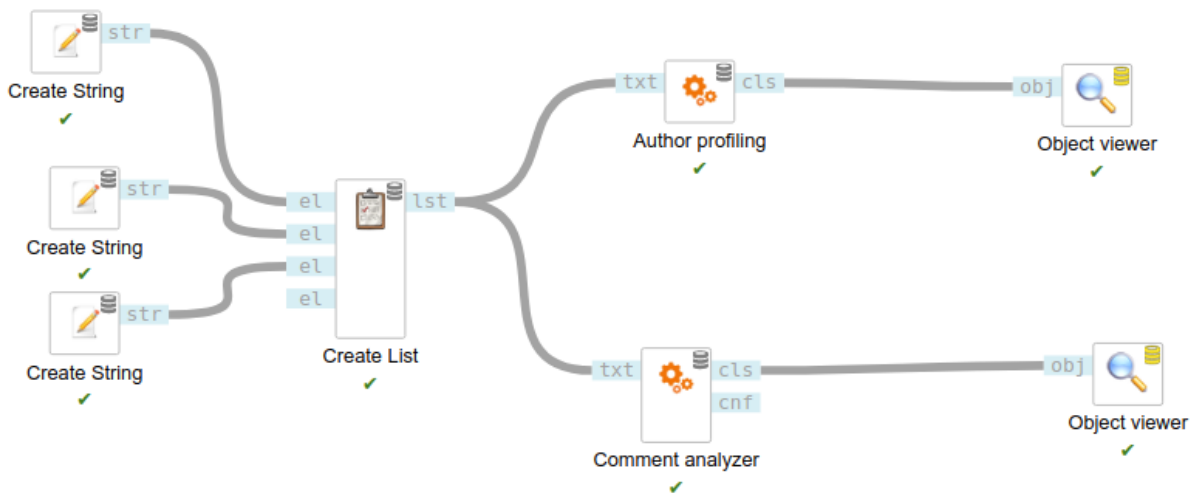 str
Create String
str
Create String
str
Create String
el
el
el
el
lst
Create List
txt
cls
Author profiling
obj
Object viewer
txt
cls
cnf
Comment analyzer
obj
Object viewer